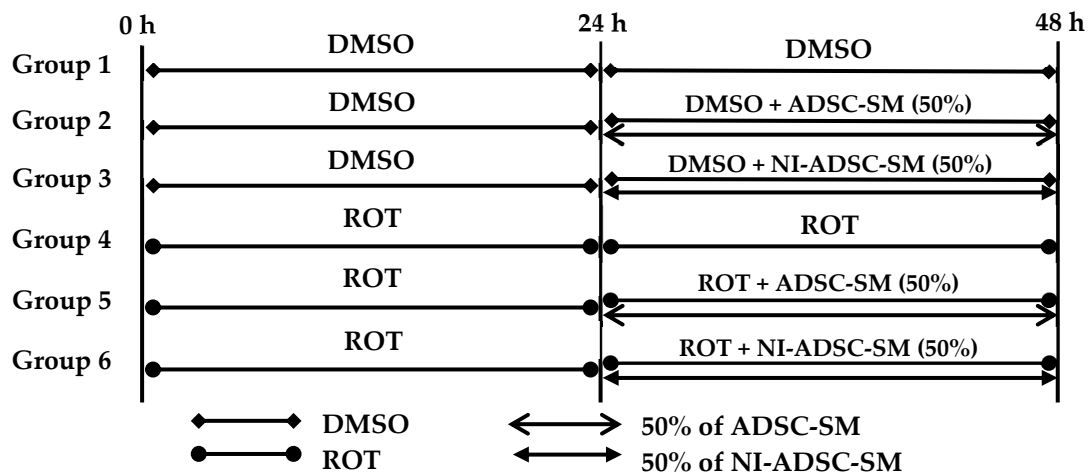 0 h 24 h 48 h
Group 1 DMSO DMSO
Group 2 DMSO DMSO + ADSC-SM (50%)
Group 3 DMSO DMSO + NI-ADSC-SM (50%)
Group 4 ROT ROT
Group 5 ROT ROT + ADSC-SM (50%)
Group 6 ROT ROT + NI-ADSC-SM (50%)
DMSO 50% of ADSC-SM
ROT 50% of NI-ADSC-SM